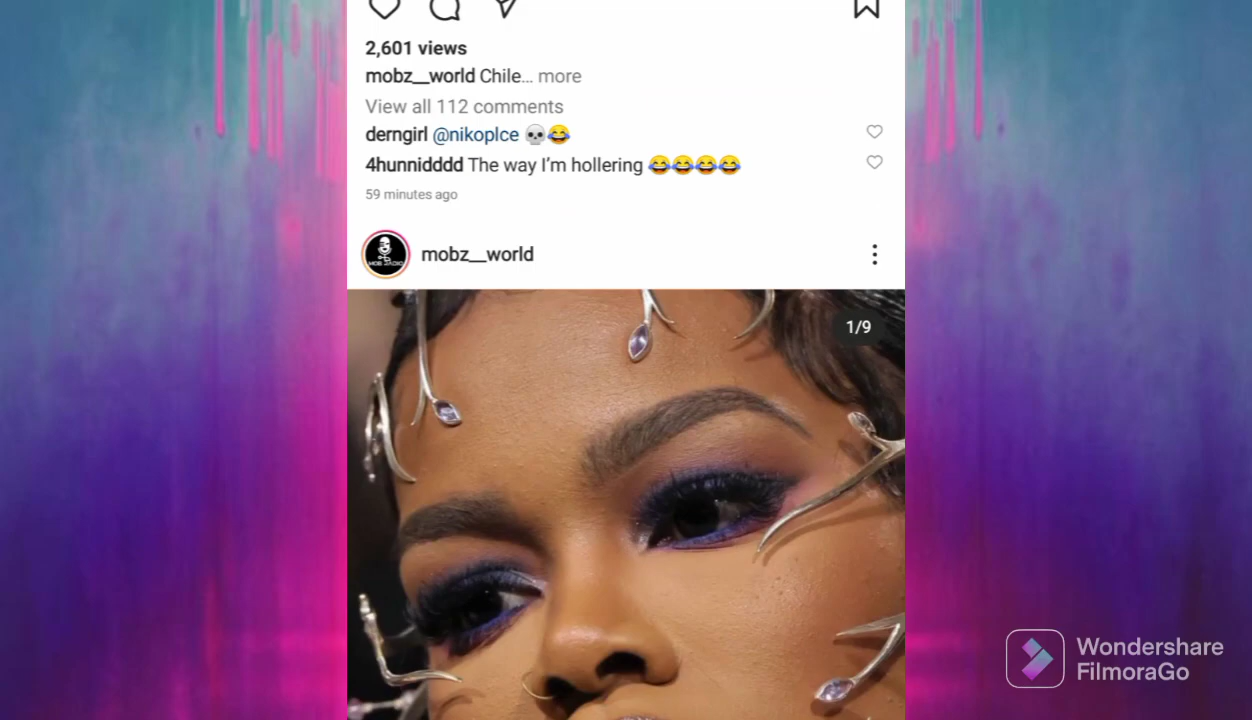 2,601 views
mobz__world Chile... more
View all 112 comments
derngirl @nikoplce 💀😂
4hunnidddd The way I'm hollering 😂😂😂😂
59 minutes ago
mobz__world
1/9
Wondershare
FilmoraGo